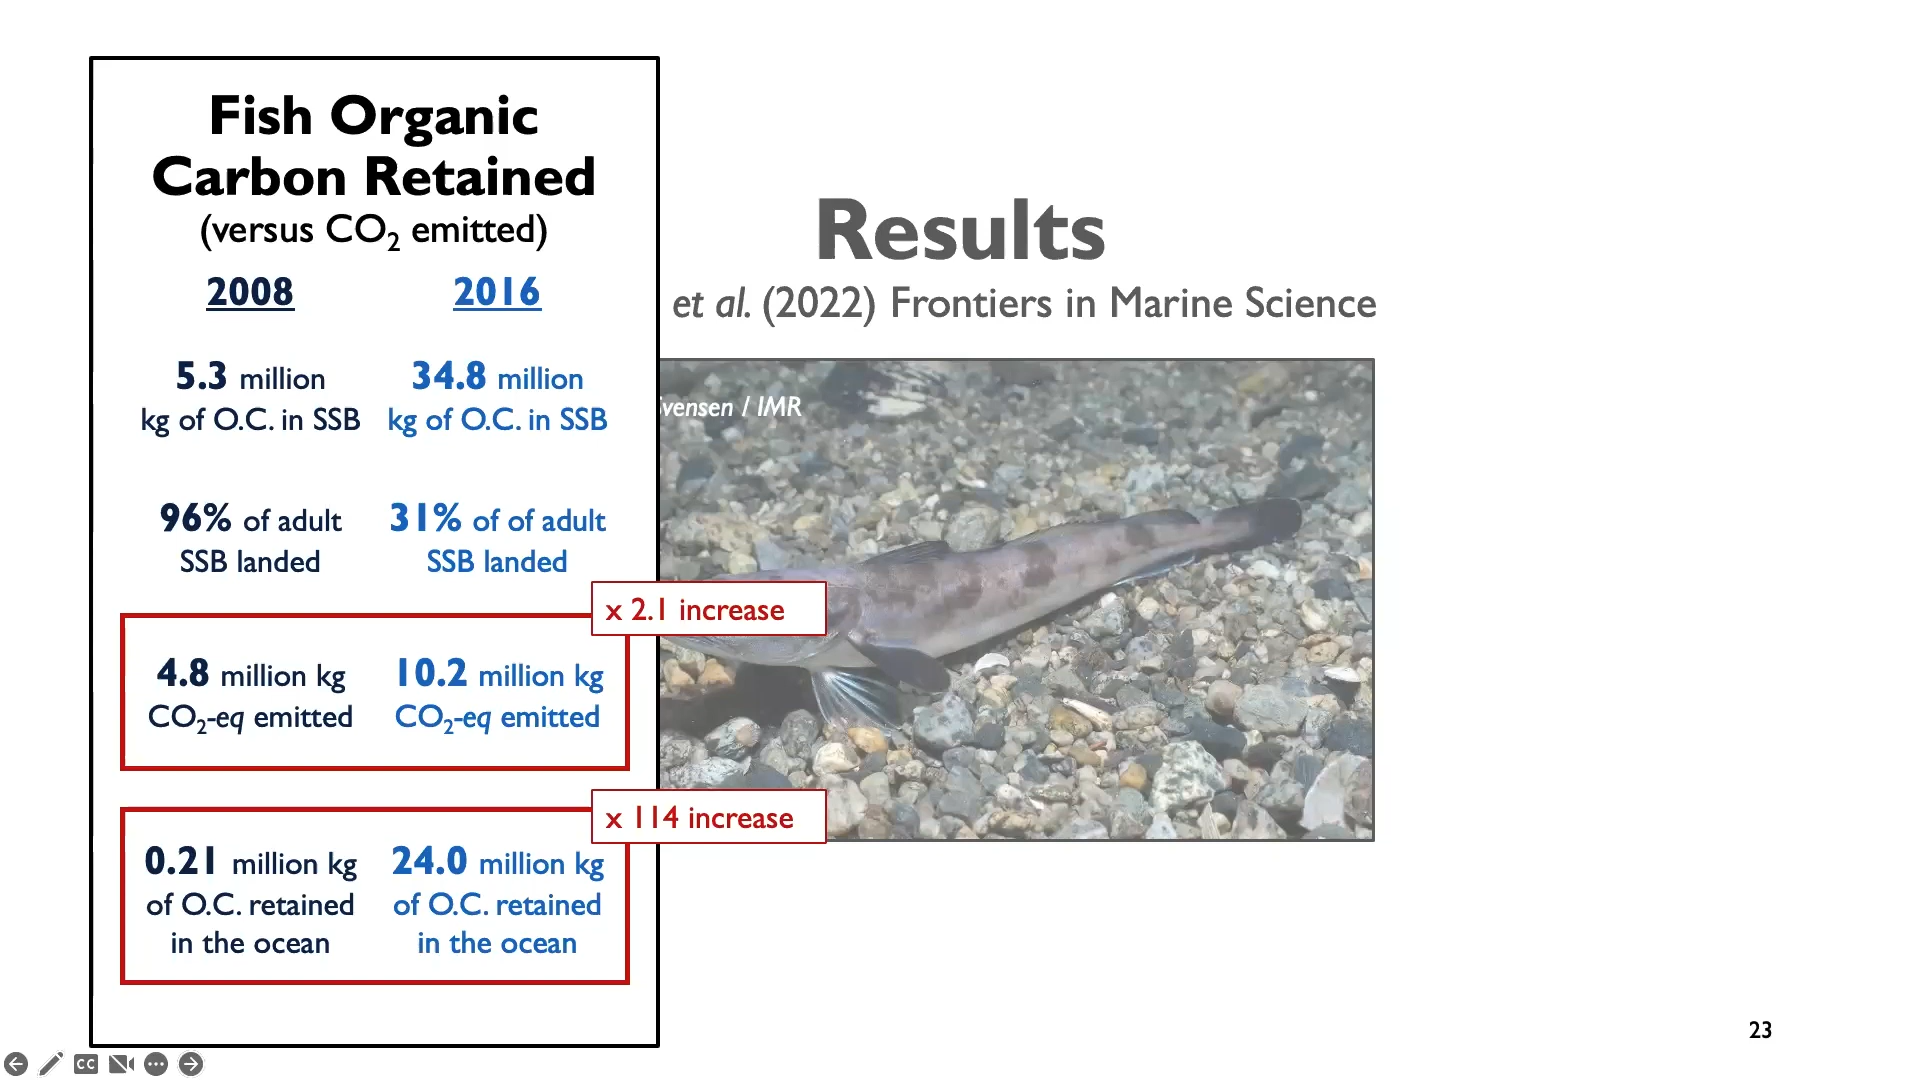 Fish Organic
Carbon Retained
(versus CO₂ emitted)
2008 2016
5.3 million
kg of O.C. in SSB
34.8 million
kg of O.C. in SSB
96% of adult
SSB landed
31% of of adult
SSB landed
x 2.1 increase
4.8 million kg
CO₂-eq emitted
10.2 million kg
CO₂-eq emitted
x 114 increase
0.21 million kg
of O.C. retained
in the ocean
24.0 million kg
of O.C. retained
in the ocean
Results
et al. (2022) Frontiers in Marine Science
/ IMR
23
CC